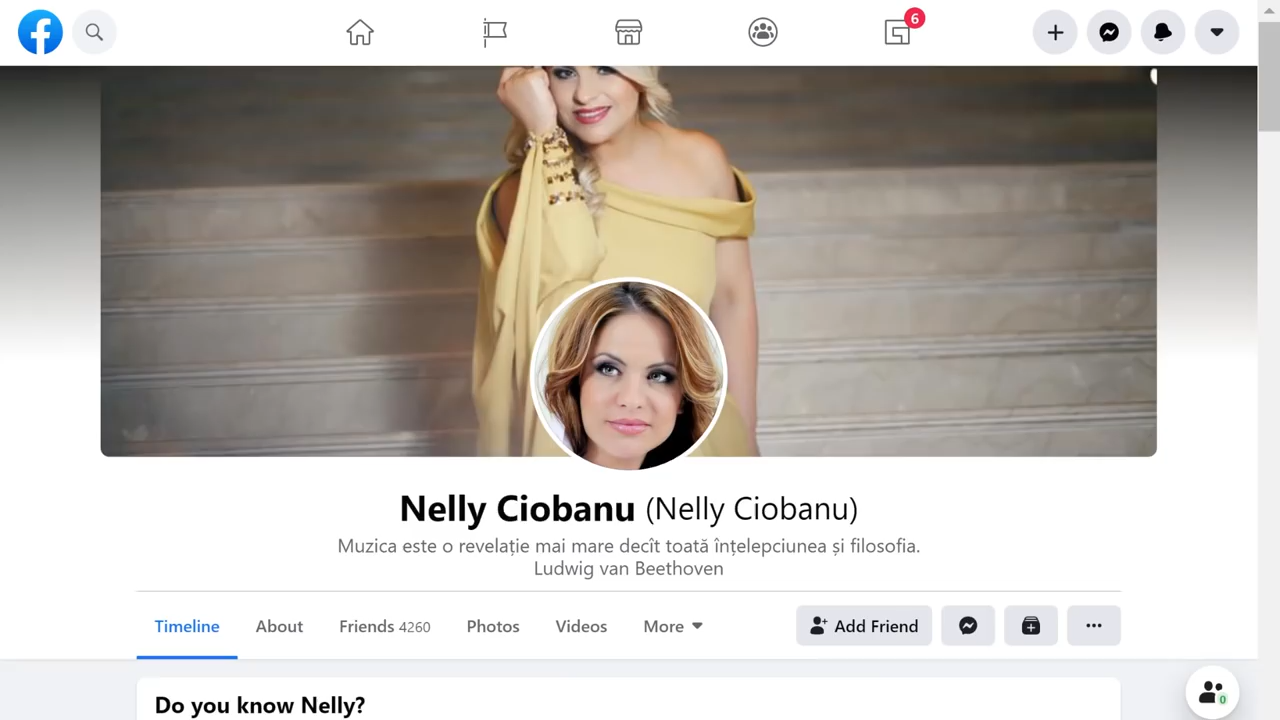 6
Nelly Ciobanu (Nelly Ciobanu)
Muzica este o revelație mai mare decît toată înțelepciunea și filosofia.
Ludwig van Beethoven
Timeline About Friends 4260 Photos Videos More Add Friend
Do you know Nelly?
0